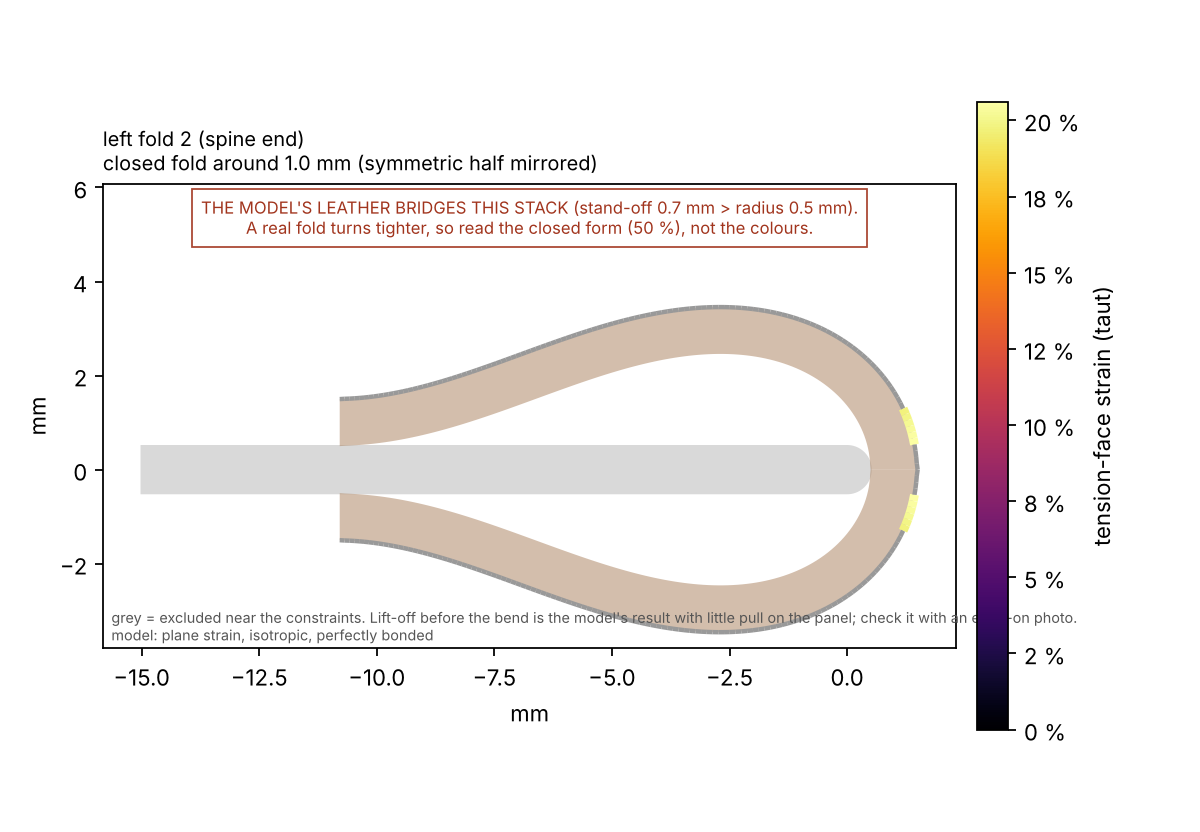 left fold 2 (spine end)
closed fold around 1.0 mm (symmetric half mirrored)
THE MODEL'S LEATHER BRIDGES THIS STACK (stand-off 0.7 mm > radius 0.5 mm).
A real fold turns tighter, so read the closed form (50 %), not the colours.
6
4
2
0
−2
mm
grey = excluded near the constraints. Lift-off before the bend is the model's result with little pull on the panel; check it with an e -on photo.
model: plane strain, isotropic, perfectly bonded
−15.0
−12.5
−10.0
−7.5
−5.0
−2.5
0.0
mm
20 %
18 %
15 %
12 %
10 %
8 %
5 %
2 %
0 %
tension-face strain (taut)